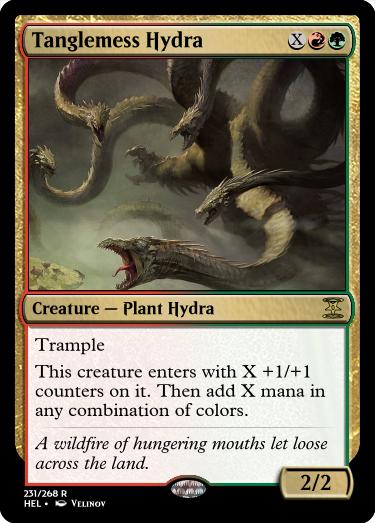 Tanglemess Hydra X
Creature — Plant Hydra
Trample
This creature enters with X +1/+1
counters on it. Then add X mana in
any combination of colors.
A wildfire of hungering mouths let loose
across the land.
2/2
231/268 R
HEL • Velinov